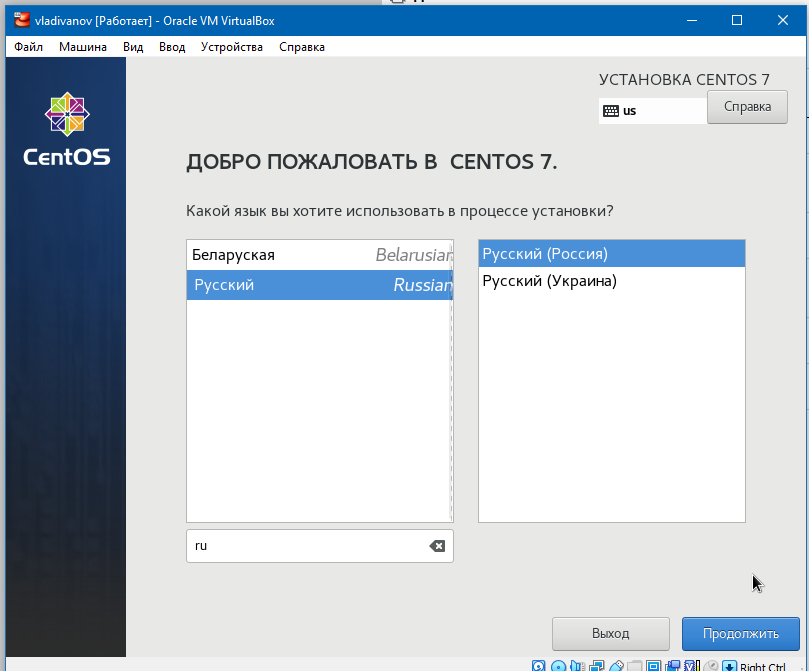 vladivanov [Работает] - Oracle VM VirtualBox
Файл Машина Вид Ввод Устройства Справка
УСТАНОВКА CENTOS 7
us Справка
CentOS
ДОБРО ПОЖАЛОВАТЬ В CENTOS 7.
Какой язык вы хотите использовать в процессе установки?
Беларуская Belarusian
Русский Russian
Русский (Россия)
Русский (Украина)
ru
Выход Продолжить
Right Ctrl